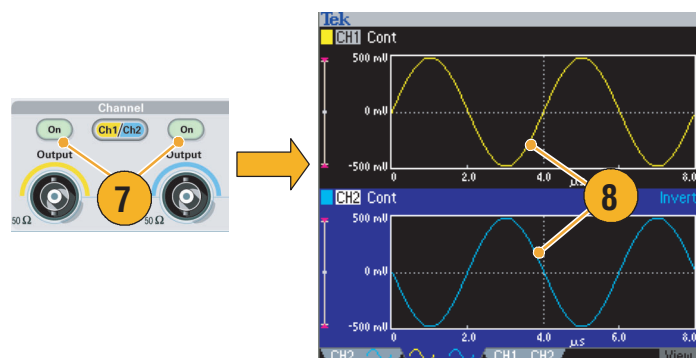 Channel
On Ch1/Ch2 On
Output Output
7
50 Ω 50 Ω
Tek
CH1 Cont
500 mV
0 mV
-500 mV
0 2.0 4.0 6.0 8.0
µs
8
CH2 Cont Invert
500 mV
0 mV
-500 mV
0 2.0 4.0 6.0 8.0
µs
CH2 CH1 CH2 View